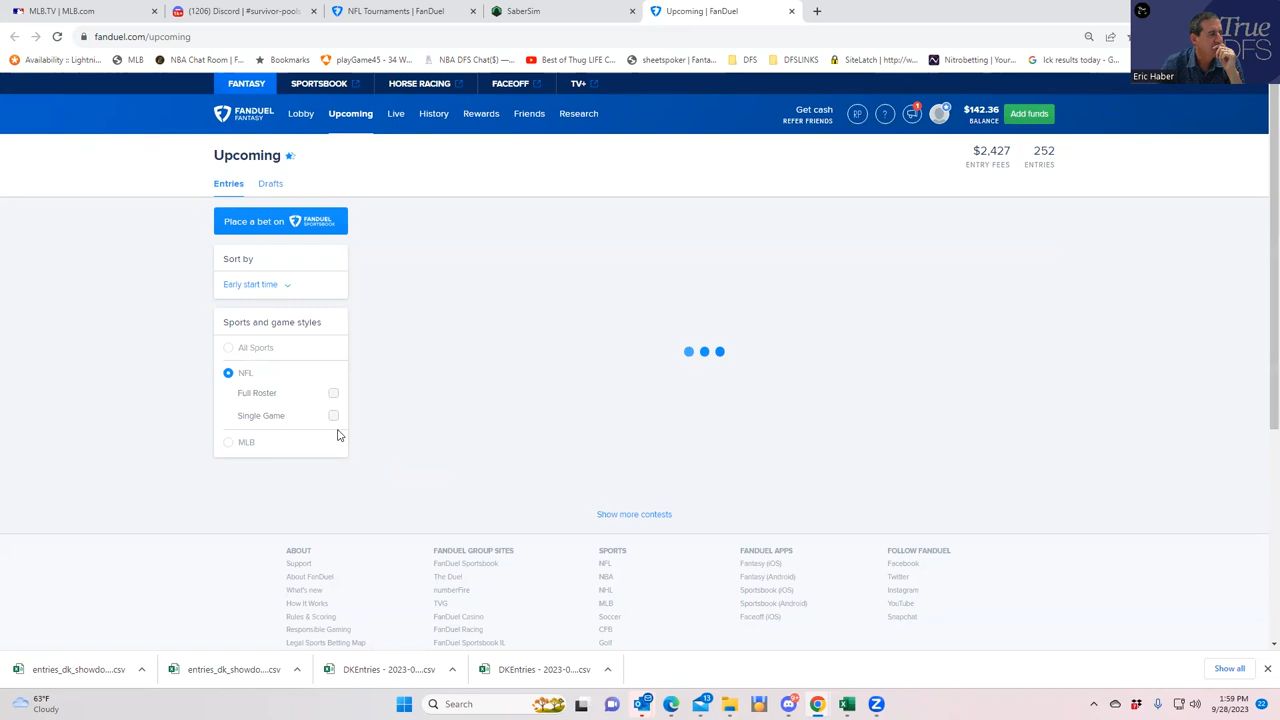 MLB.TV | MLB.com
(1206) Discord | #survivor-pools
NFL Tournaments | FanDuel
SaberSim
Upcoming | FanDuel
fanduel.com/upcoming
Availability :: Lightni...
MLB
NBA Chat Room | F...
Bookmarks
playGame45 - 34 W...
NBA DFS Chat($) —...
Best of Thug LIFE C...
sheetspoker | Fanta...
DFS
DFSLINKS
SiteLatch | http://w...
Nitrobetting | Your...
Ick results today - G...
True
DFS
Eric Haber
FANTASY
SPORTSBOOK
HORSE RACING
FACEOFF
TV+
FANDUEL
FANTASY
Lobby
Upcoming
Live
History
Rewards
Friends
Research
Get cash
REFER FRIENDS
RP
?
1
$142.36
BALANCE
Add funds
Upcoming
$2,427
ENTRY FEES
252
ENTRIES
Entries
Drafts
Place a bet on FANDUEL SPORTSBOOK
Sort by
Early start time
Sports and game styles
All Sports
NFL
Full Roster
Single Game
MLB
Show more contests
ABOUT
Support
About FanDuel
What's new
How It Works
Rules & Scoring
Responsible Gaming
Legal Sports Betting Map
FANDUEL GROUP SITES
FanDuel Sportsbook
The Duel
numberFire
TVG
FanDuel Casino
FanDuel Racing
FanDuel Sportsbook IL
SPORTS
NFL
NBA
NHL
MLB
Soccer
CFB
Golf
FANDUEL APPS
Fantasy (iOS)
Fantasy (Android)
Sportsbook (iOS)
Sportsbook (Android)
Faceoff (iOS)
FOLLOW FANDUEL
Facebook
Twitter
Instagram
YouTube
Snapchat
entries_dk_showdo....csv
entries_dk_showdo....csv
DKEntries - 2023-0....csv
DKEntries - 2023-0....csv
Show all
63°F
Cloudy
Search
13
9+
1:59 PM
9/28/2023
22